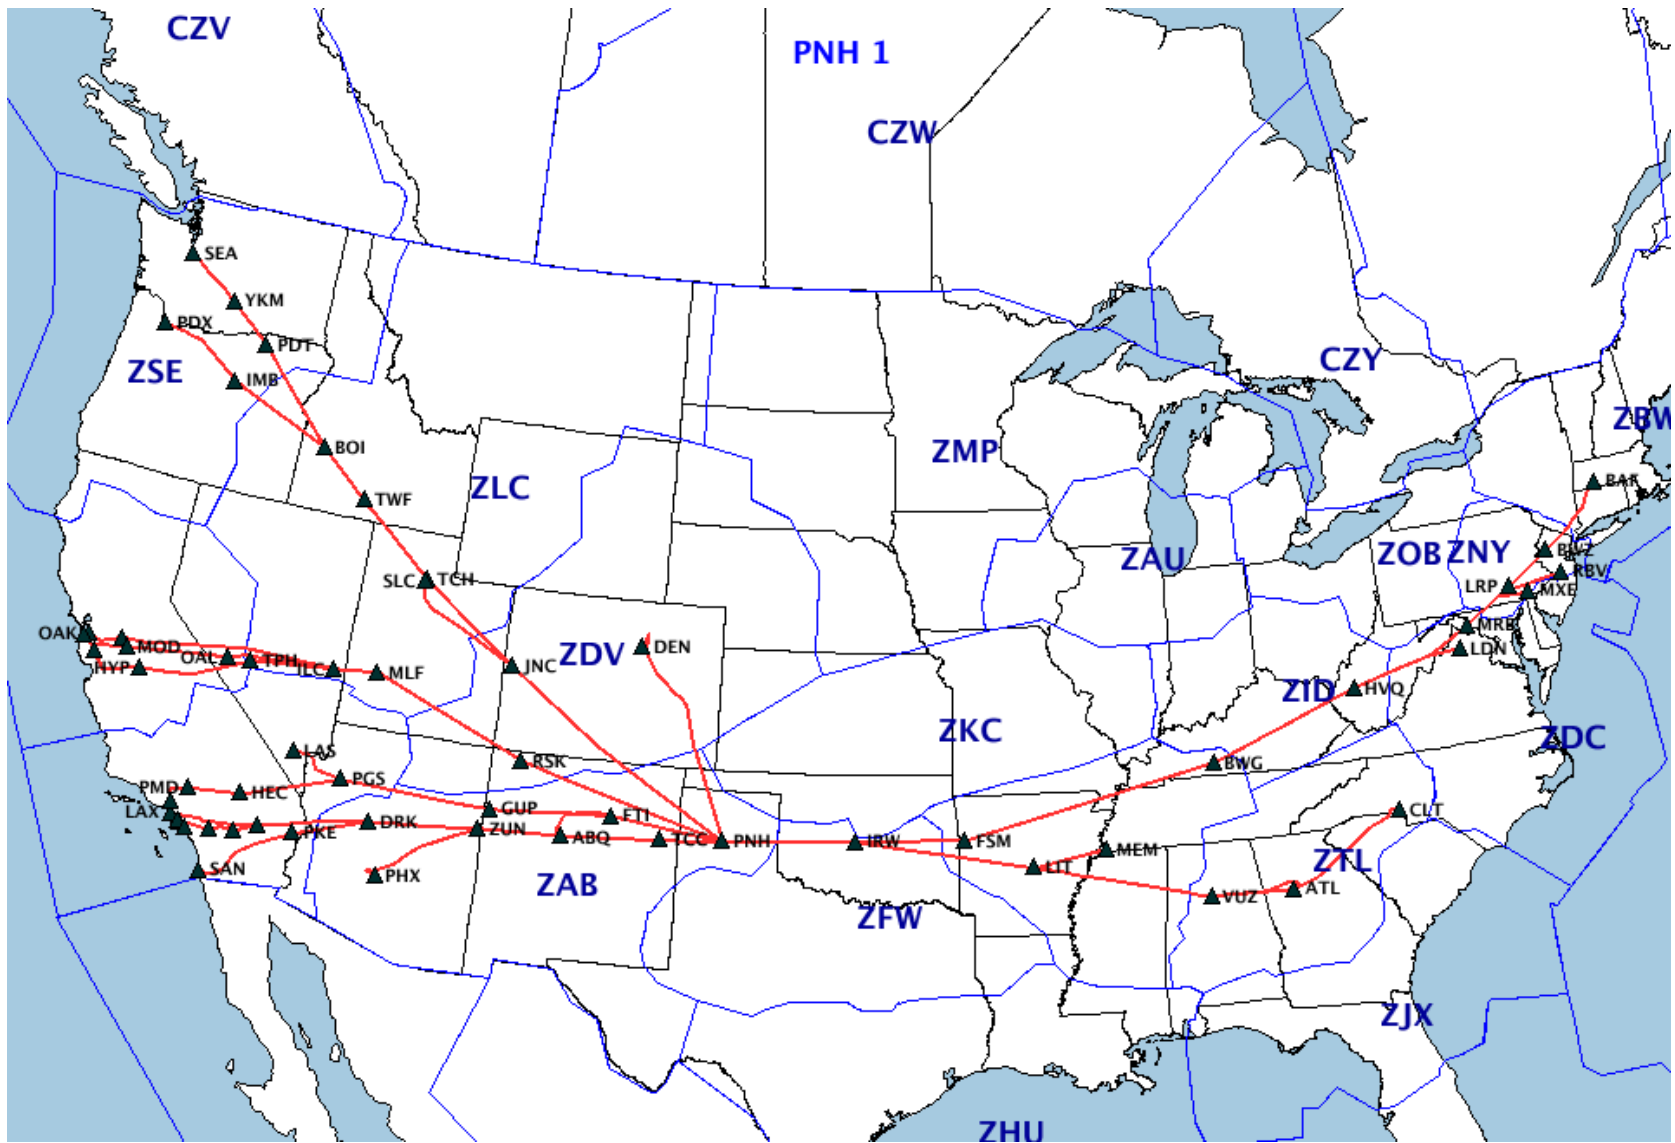 CZV
PNH 1
CZW
SEA
YKM
PDX
PDT
CZY
ZSE
IMB
ZBW
BOI
ZMP
ZLC
TWF
BAF
ZAU
ZOB
ZNY
BWZ
SLC
TCH
RBV
LRP
MXE
MRB
OAK
MOD
OAL
TPH
ILC
MLF
HYP
JNC
ZDV
DEN
LDN
ZID
HVQ
ZKC
ZDC
LAS
RSK
BWG
PGS
PMD
HEC
LAX
GUP
FTI
CLT
DRK
ZUN
PKE
ABQ
TCC
PNH
IRW
FSM
MEM
SAN
PHX
LIT
ZTL
ZAB
VUZ
ATL
ZFW
ZJX
ZHU